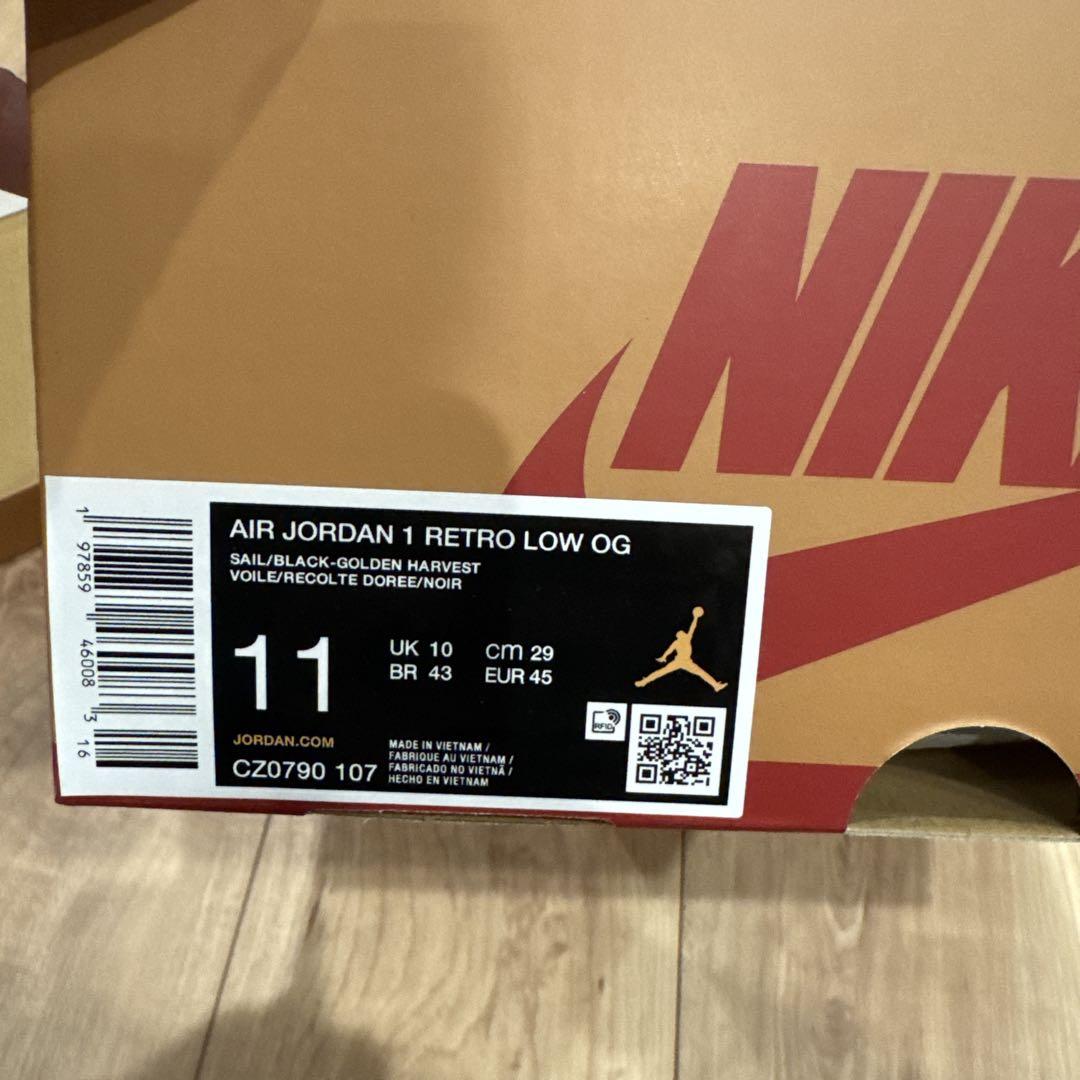 NIK
1 97859 46008 3 16
AIR JORDAN 1 RETRO LOW OG
SAIL/BLACK-GOLDEN HARVEST
VOILE/RECOLTE DOREE/NOIR
11
UK 10 cm 29
BR 43 EUR 45
RFID
JORDAN.COM
CZ0790 107
MADE IN VIETNAM /
FABRIQUE AU VIETNAM /
FABRICADO NO VIETNÃ /
HECHO EN VIETNAM